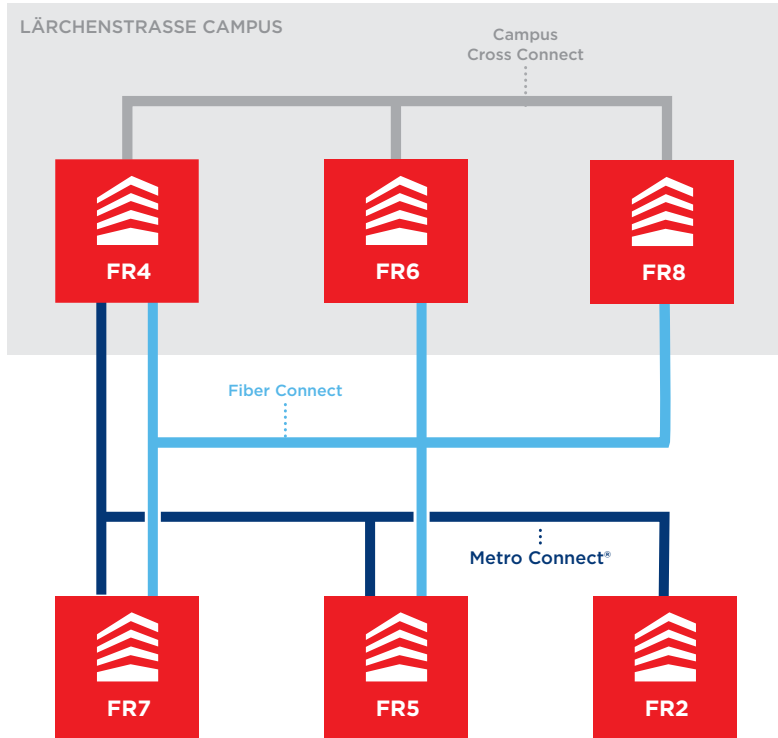 LÄRCHENSTRASSE CAMPUS
Campus
Cross Connect
FR4
FR6
FR8
Fiber Connect
Metro Connect®
FR7
FR5
FR2